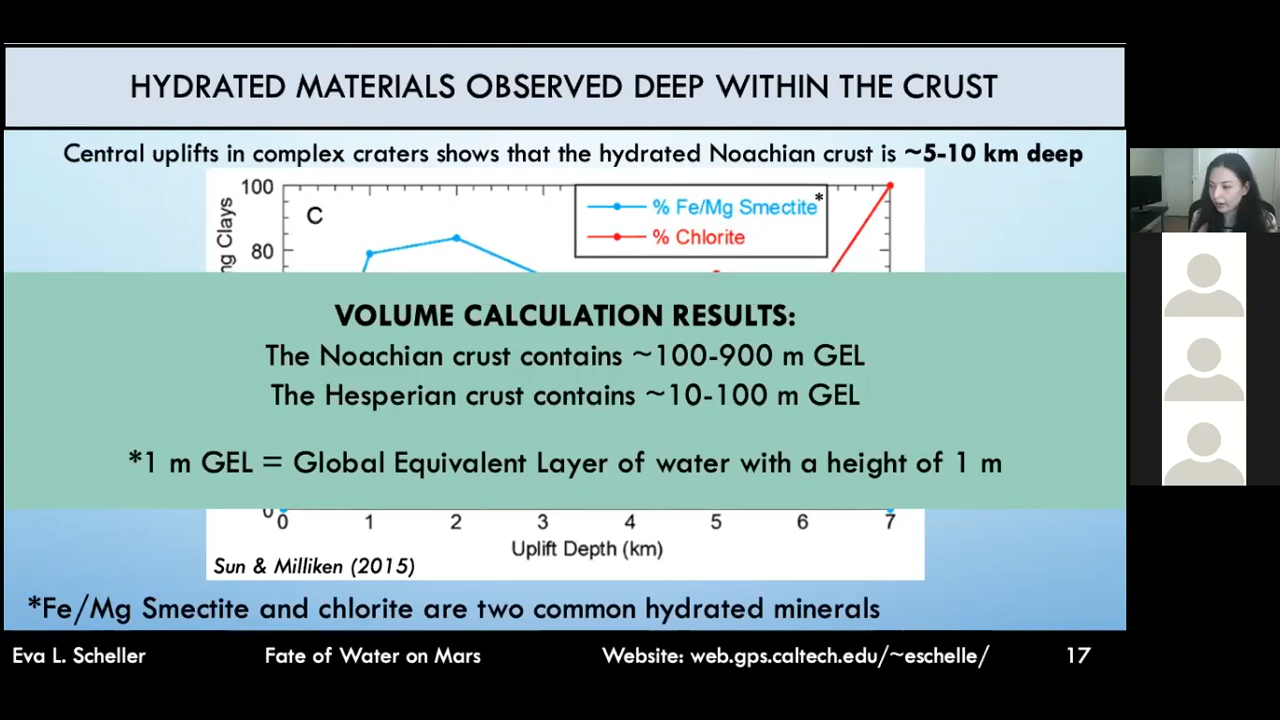 HYDRATED MATERIALS OBSERVED DEEP WITHIN THE CRUST
Central uplifts in complex craters shows that the hydrated Noachian crust is ~5-10 km deep
100
C
% Fe/Mg Smectite*
% Chlorite
80
ng Clays
VOLUME CALCULATION RESULTS:
The Noachian crust contains ~100-900 m GEL
The Hesperian crust contains ~10-100 m GEL
*1 m GEL = Global Equivalent Layer of water with a height of 1 m
0
0 1 2 3 4 5 6 7
Uplift Depth (km)
Sun & Milliken (2015)
*Fe/Mg Smectite and chlorite are two common hydrated minerals
Eva L. Scheller Fate of Water on Mars Website: web.gps.caltech.edu/~eschelle/ 17